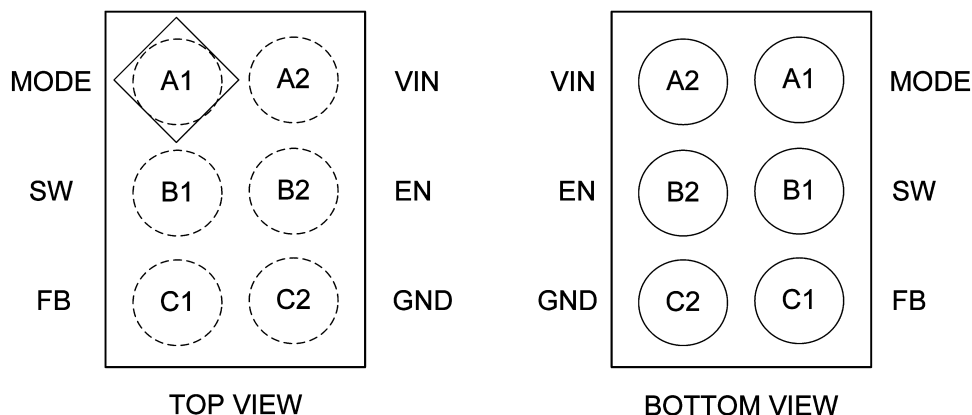 MODE A1 A2 VIN VIN A2 A1 MODE
SW B1 B2 EN EN B2 B1 SW
FB C1 C2 GND GND C2 C1 FB
TOP VIEW BOTTOM VIEW